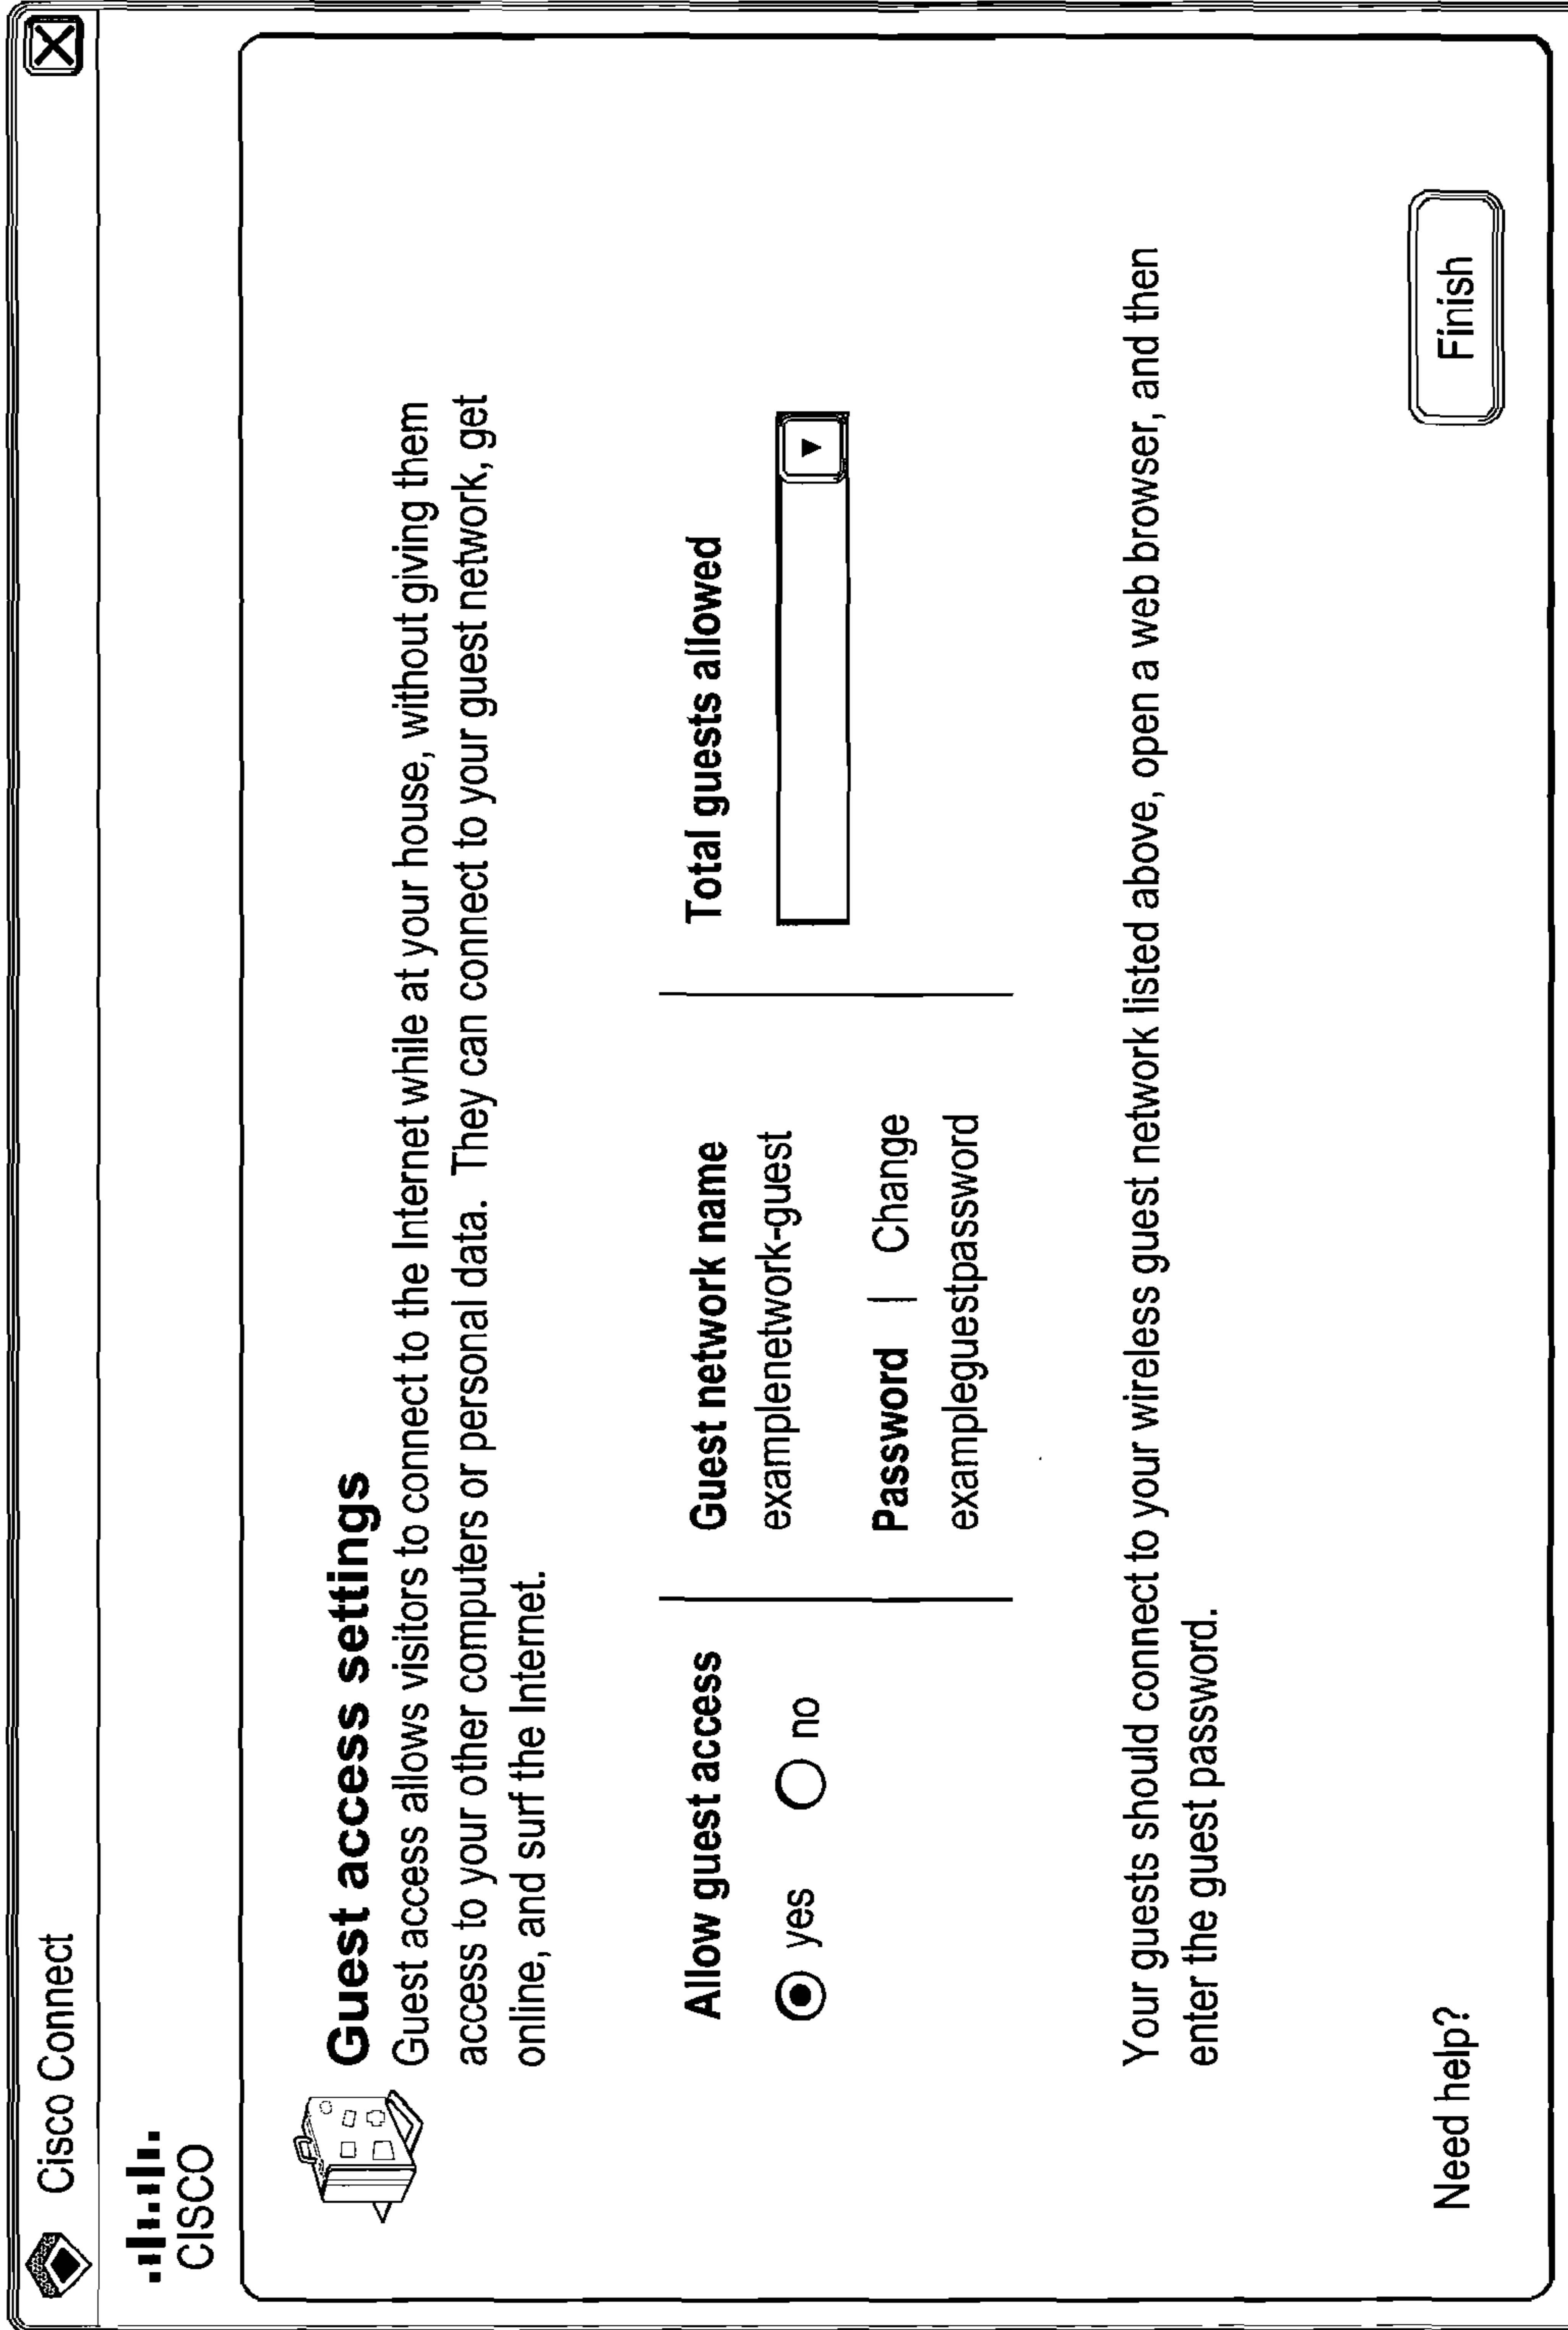 Cisco Connect
CISCO
Guest access settings
Guest access allows visitors to connect to the Internet while at your house, without giving them
access to your other computers or personal data. They can connect to your guest network, get
online, and surf the Internet.
Allow guest access
yes no
Guest network name
examplenetwork-guest
Password | Change
exampleguestpassword
Total guests allowed
Your guests should connect to your wireless guest network listed above, open a web browser, and then
enter the guest password.
Need help?
Finish